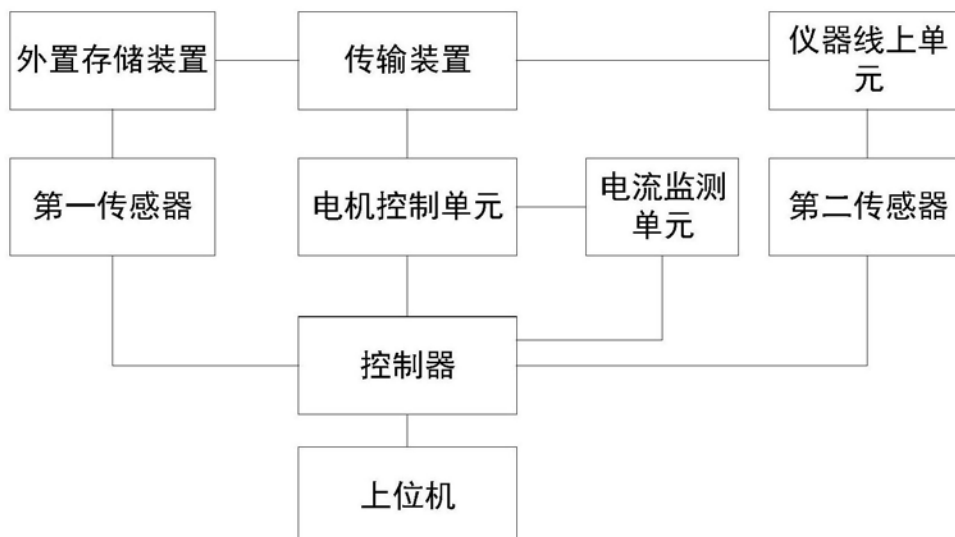 外置存储装置
传输装置
仪器线上单
元
第一传感器
电机控制单元
电流监测
单元
第二传感器
控制器
上位机